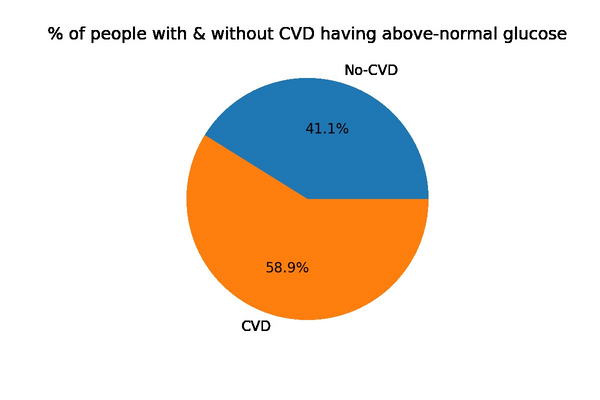 % of people with & without CVD having above-normal glucose
No-CVD
41.1%
58.9%
CVD